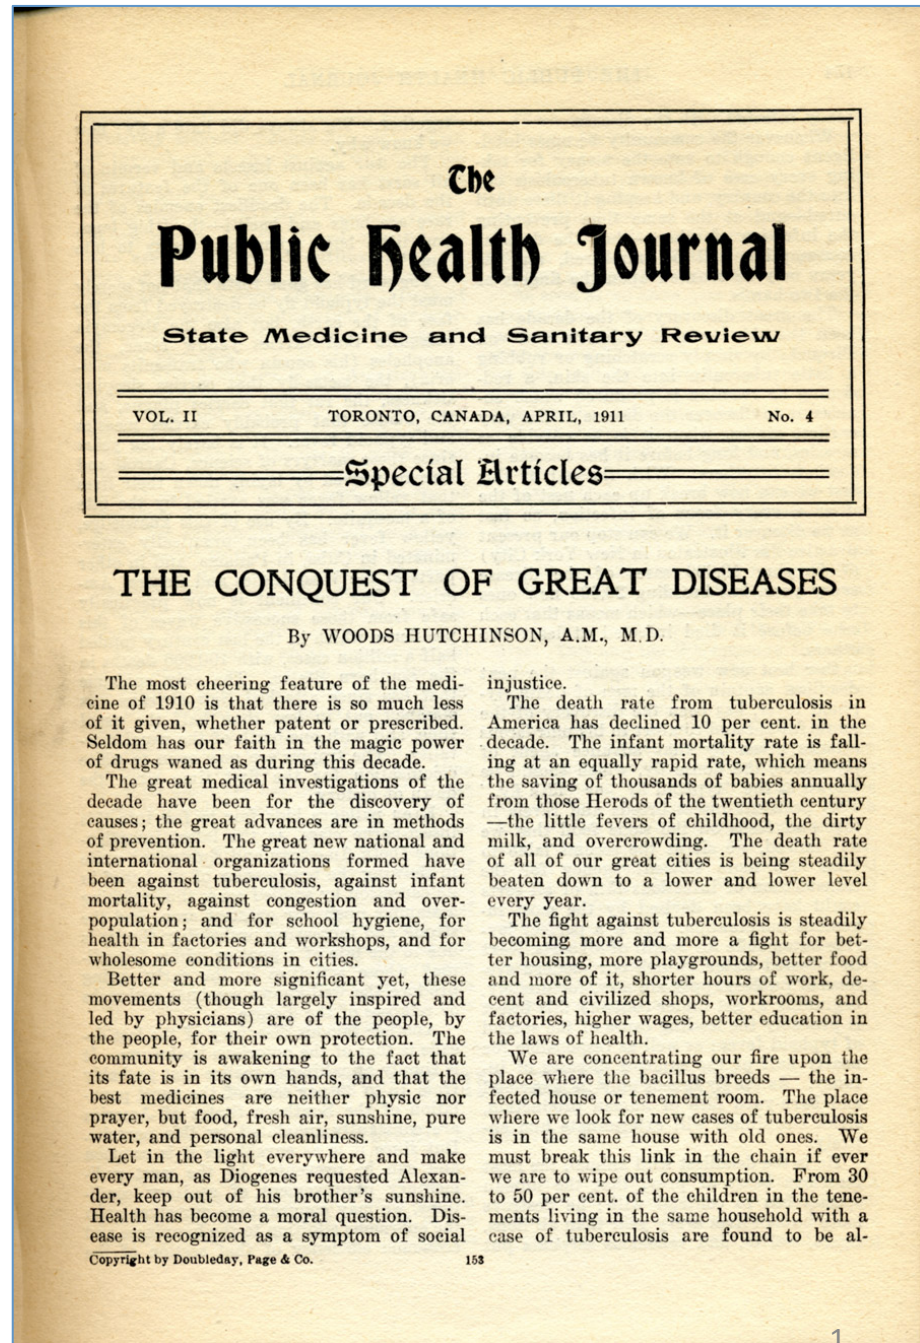 The
Public Health Journal
State Medicine and Sanitary Review
VOL. II TORONTO, CANADA, APRIL, 1911 No. 4
Special Articles
THE CONQUEST OF GREAT DISEASES
By WOODS HUTCHINSON, A.M., M.D.
The most cheering feature of the medi-
cine of 1910 is that there is so much less
of it given, whether patent or prescribed.
Seldom has our faith in the magic power
of drugs waned as during this decade.
The great medical investigations of the
decade have been for the discovery of
causes; the great advances are in methods
of prevention. The great new national and
international organizations formed have
been against tuberculosis, against infant
mortality, against congestion and over-
population; and for school hygiene, for
health in factories and workshops, and for
wholesome conditions in cities.
Better and more significant yet, these
movements (though largely inspired and
led by physicians) are of the people, by
the people, for their own protection. The
community is awakening to the fact that
its fate is in its own hands, and that the
best medicines are neither physic nor
prayer, but food, fresh air, sunshine, pure
water, and personal cleanliness.
Let in the light everywhere and make
every man, as Diogenes requested Alexan-
der, keep out of his brother's sunshine.
Health has become a moral question. Dis-
ease is recognized as a symptom of social
injustice.
The death rate from tuberculosis in
America has declined 10 per cent. in the
decade. The infant mortality rate is fall-
ing at an equally rapid rate, which means
the saving of thousands of babies annually
from those Herods of the twentieth century
—the little fevers of childhood, the dirty
milk, and overcrowding. The death rate
of all of our great cities is being steadily
beaten down to a lower and lower level
every year.
The fight against tuberculosis is steadily
becoming more and more a fight for bet-
ter housing, more playgrounds, better food
and more of it, shorter hours of work, de-
cent and civilized shops, workrooms, and
factories, higher wages, better education in
the laws of health.
We are concentrating our fire upon the
place where the bacillus breeds — the in-
fected house or tenement room. The place
where we look for new cases of tuberculosis
is in the same house with old ones. We
must break this link in the chain if ever
we are to wipe out consumption. From 30
to 50 per cent. of the children in the tene-
ments living in the same household with a
case of tuberculosis are found to be al-
Copyright by Doubleday, Page & Co. 153
1